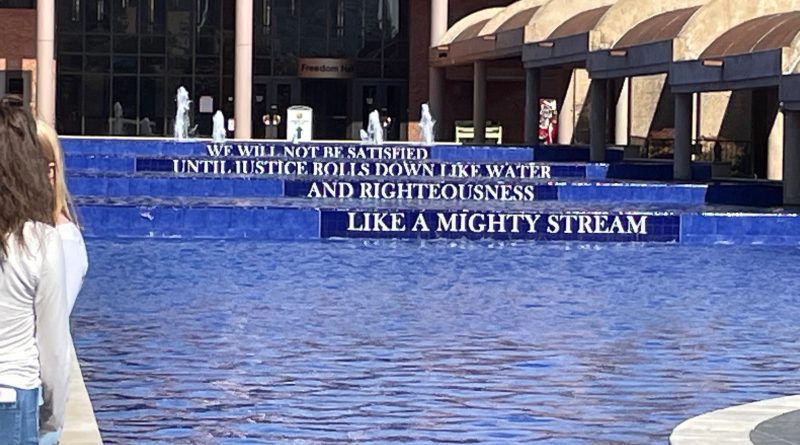 Freedom Hall
WE WILL NOT BE SATISFIED
UNTIL JUSTICE ROLLS DOWN LIKE WATER
AND RIGHTEOUSNESS
LIKE A MIGHTY STREAM